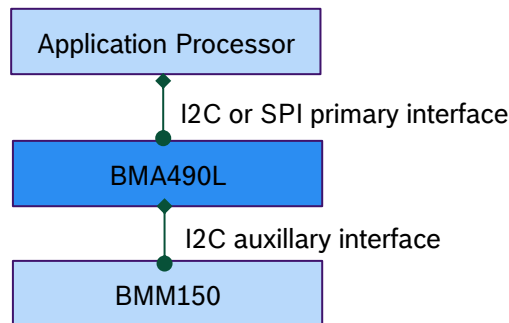 Application Processor
I2C or SPI primary interface
BMA490L
I2C auxillary interface
BMM150